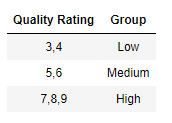 Quality Rating Group
3,4 Low
5,6 Medium
7,8,9 High